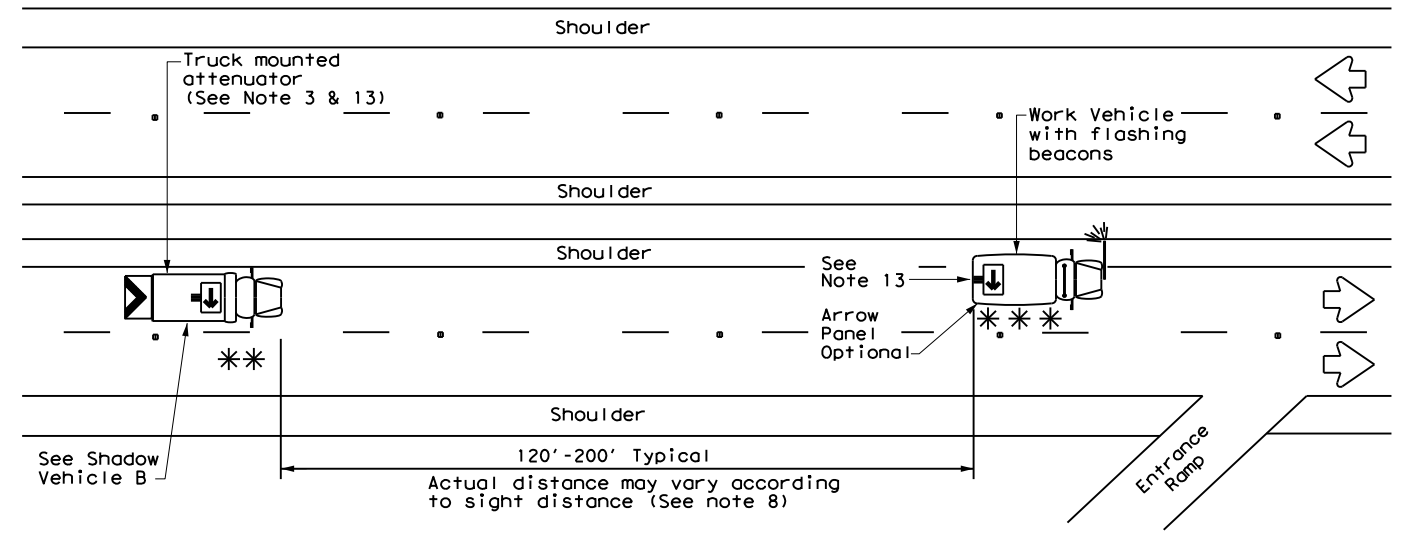 Shoulder
Truck mounted
attenuator
(See Note 3 & 13)
Work Vehicle
with flashing
beacons
Shoulder
Shoulder
See
Note 13
Arrow
Panel
Optional
**
***
Shoulder
See Shadow
Vehicle B
120'-200' Typical
Actual distance may vary according
to sight distance (See note 8)
Entrance
Ramp